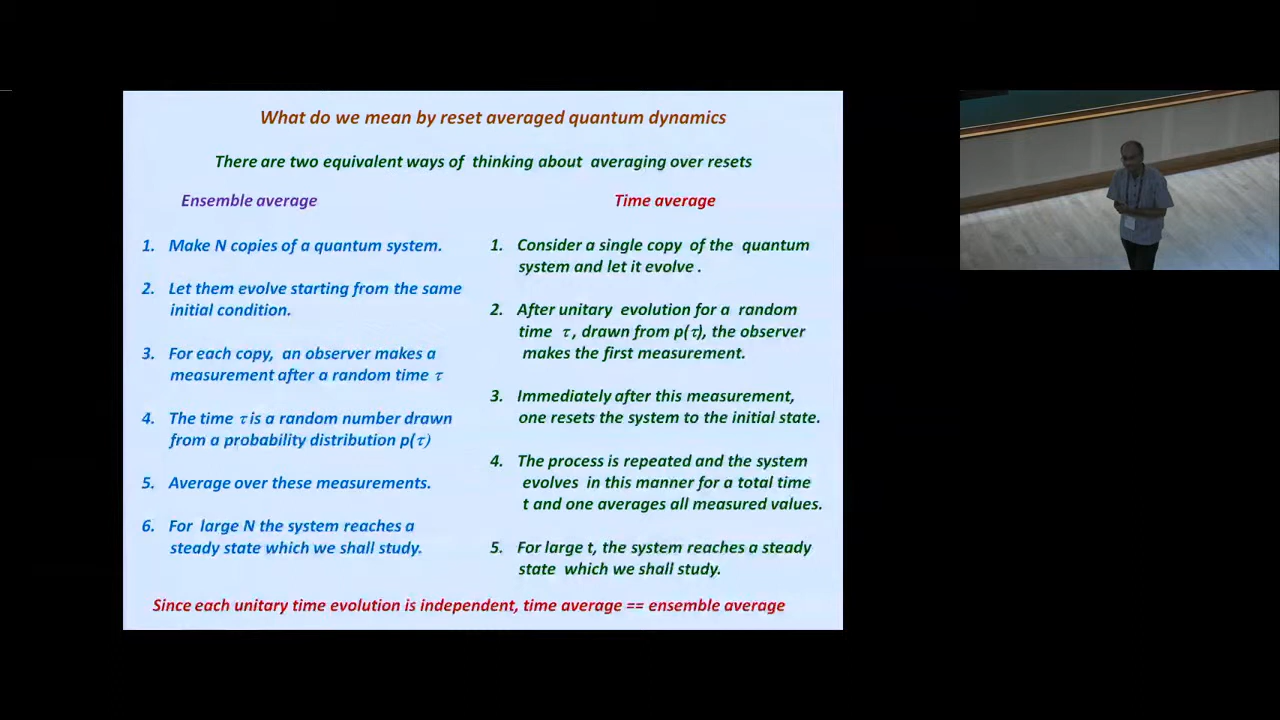 What do we mean by reset averaged quantum dynamics
There are two equivalent ways of thinking about averaging over resets
Ensemble average
1. Make N copies of a quantum system.
2. Let them evolve starting from the same
initial condition.
3. For each copy, an observer makes a
measurement after a random time τ
4. The time τ is a random number drawn
from a probability distribution p(τ)
5. Average over these measurements.
6. For large N the system reaches a
steady state which we shall study.
Time average
1. Consider a single copy of the quantum
system and let it evolve .
2. After unitary evolution for a random
time τ , drawn from p(τ), the observer
makes the first measurement.
3. Immediately after this measurement,
one resets the system to the initial state.
4. The process is repeated and the system
evolves in this manner for a total time
t and one averages all measured values.
5. For large t, the system reaches a steady
state which we shall study.
Since each unitary time evolution is independent, time average == ensemble average